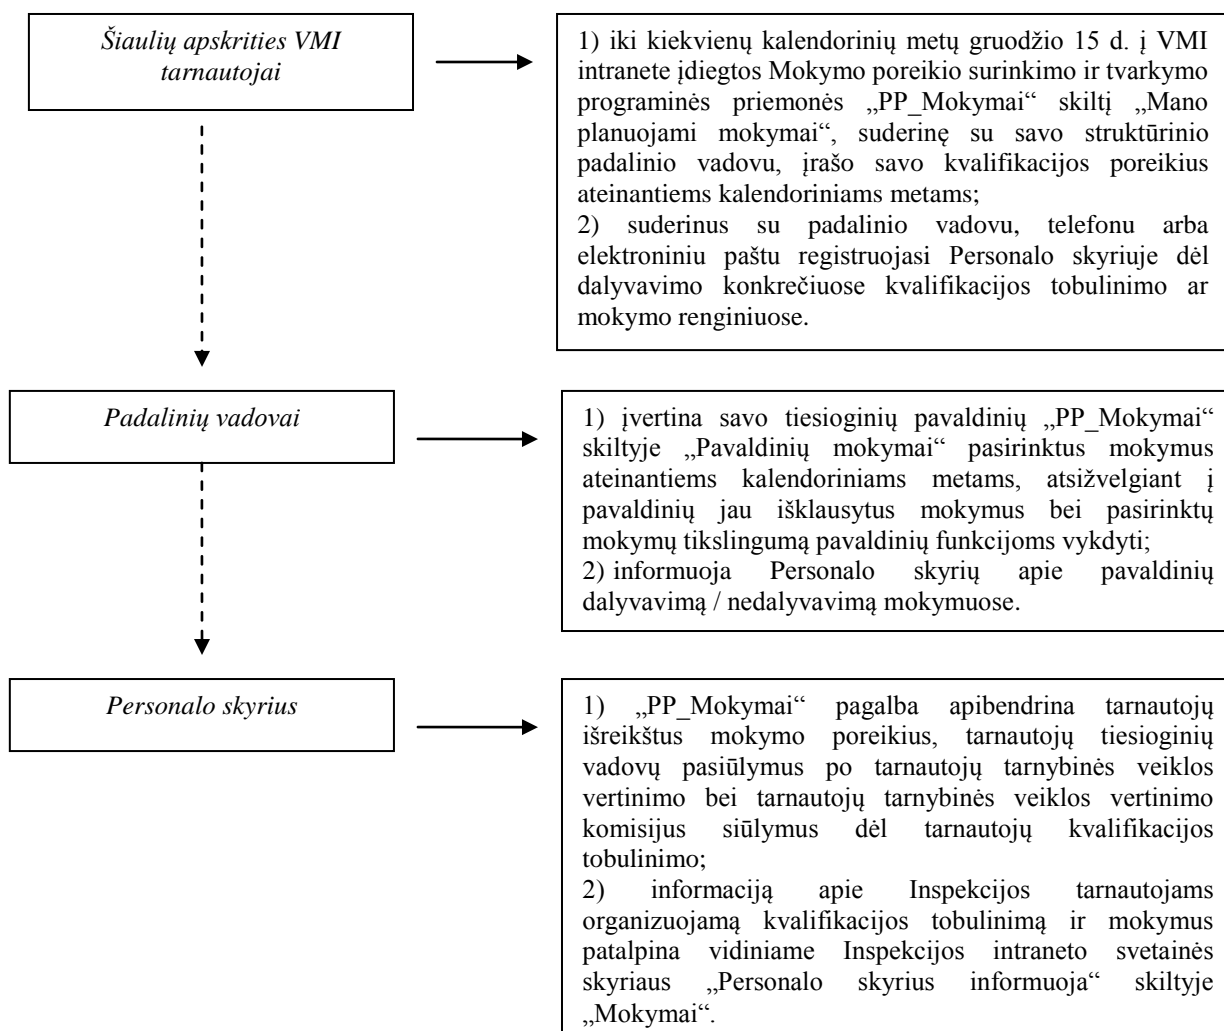 Šiaulių apskrities VMI
tarnautojai
1) iki kiekvienų kalendorinių metų gruodžio 15 d. į VMI
intranete įdiegtos Mokymo poreikio surinkimo ir tvarkymo
programinės priemonės „PP_Mokymai“ skiltį „Mano
planuojami mokymai“, suderinę su savo struktūrinio
padalinio vadovu, įrašo savo kvalifikacijos poreikius
ateinantiems kalendoriniams metams;
2) suderinus su padalinio vadovu, telefonu arba
elektroniniu paštu registruojasi Personalo skyriuje dėl
dalyvavimo konkrečiuose kvalifikacijos tobulinimo ar
mokymo renginiuose.
Padalinių vadovai
1) įvertina savo tiesioginių pavaldinių „PP_Mokymai“
skiltyje „Pavaldinių mokymai“ pasirinktus mokymus
ateinantiems kalendoriniams metams, atsižvelgiant į
pavaldinių jau išklausytus mokymus bei pasirinktų
mokymų tikslingumą pavaldinių funkcijoms vykdyti;
2) informuoja Personalo skyrių apie pavaldinių
dalyvavimą / nedalyvavimą mokymuose.
Personalo skyrius
1) „PP_Mokymai“ pagalba apibendrina tarnautojų
išreikštus mokymo poreikius, tarnautojų tiesioginių
vadovų pasiūlymus po tarnautojų tarnybinės veiklos
vertinimo bei tarnautojų tarnybinės veiklos vertinimo
komisijus siūlymus dėl tarnautojų kvalifikacijos
tobulinimo;
2) informaciją apie Inspekcijos tarnautojams
organizuojamą kvalifikacijos tobulinimą ir mokymus
patalpina vidiniame Inspekcijos intraneto svetainės
skyriaus „Personalo skyrius informuoja“ skiltyje
„Mokymai“.